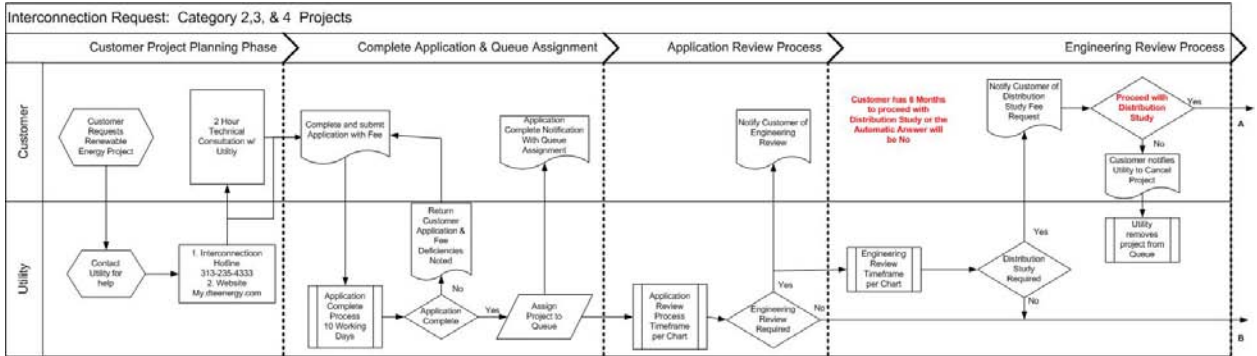 Interconnection Request: Category 2,3, & 4 Projects
Customer Project Planning Phase
Complete Application & Queue Assignment
Application Review Process
Engineering Review Process
Customer
Customer
Requests
Renewable
Energy Project
2 Hour
Technical
Consultation w/
Utiltiy
Complete and submit
Application with Fee
Application
Complete Notification
With Queue
Assignment
Notify Customer of
Engineering
Review
Customer has 6 Months
to proceed with
Distribution Study or the
Automatic Answer will
be No
Notify Customer of
Distribution
Study Fee
Request
Proceed with
Distribution
Study
Yes
A
No
Customer notifies
Utility to Cancel
Project
Utility
Contact
Utility for
help
1. Interconnectioon
Hotline
313-235-4333
2. Website
My.dteenergy.com
Return
Customer
Application &
Fee
Deficiencies
Noted
No
Application
Complete
Process
10 Working
Days
Application
Complete
Yes
Assign
Project to
Queue
Application
Review
Process
Timeframe
per Chart
Yes
Engineering
Review
Required
No
Engineering
Review
Timeframe
per Chart
Yes
Distribution
Study
Required
No
Utility
removes
project from
Queue
B